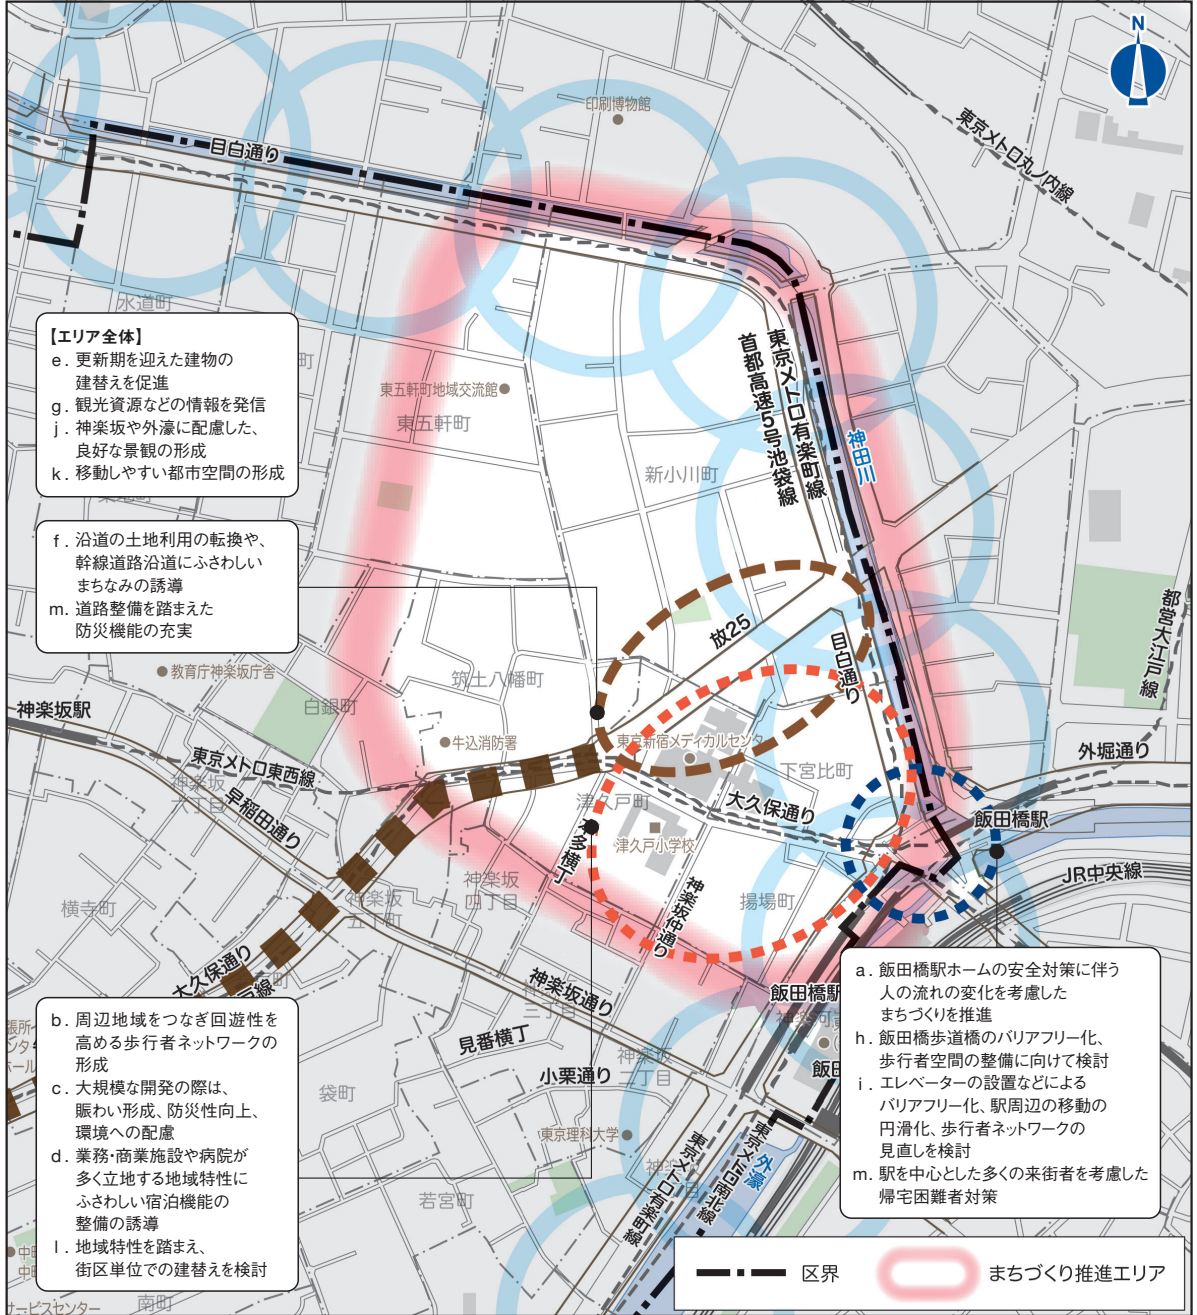 N
印刷博物館
東京メトロ丸ノ内線
目白通り
水道町
【エリア全体】
e. 更新期を迎えた建物の
建替えを促進
g. 観光資源などの情報を発信
j. 神楽坂や外濠に配慮した、
良好な景観の形成
k. 移動しやすい都市空間の形成
町
東五軒町地域交流館
東五軒町
新小川町
首都高速5号池袋線
東京メトロ有楽町線
神田川
f. 沿道の土地利用の転換や、
幹線道路沿道にふさわしい
まちなみの誘導
m. 道路整備を踏まえた
防災機能の充実
放25
目白通り
都営大江戸線
教育庁神楽坂庁舎
筑土八幡町
白銀町
神楽坂駅
牛込消防署
東京新宿メディカルセンター
下宮比町
外堀通り
東京メトロ東西線
神楽坂
六丁目
早稲田通り
津久戸町
大久保通り
飯田橋駅
本多横丁
津久戸小学校
JR中央線
神楽坂
四丁目
神楽坂仲通り
揚場町
横寺町
神楽坂
五丁目
大久保通り
神楽坂通り
三丁目
飯田橋駅
a. 飯田橋駅ホームの安全対策に伴う
人の流れの変化を考慮した
まちづくりを推進
h. 飯田橋歩道橋のバリアフリー化、
歩行者空間の整備に向けて検討
i. エレベーターの設置などによる
バリアフリー化、駅周辺の移動の
円滑化、歩行者ネットワークの
見直しを検討
m. 駅を中心とした多くの来街者を考慮した
帰宅困難者対策
b. 周辺地域をつなぎ回遊性を
高める歩行者ネットワークの
形成
c. 大規模な開発の際は、
賑わい形成、防災性向上、
環境への配慮
d. 業務・商業施設や病院が
多く立地する地域特性に
ふさわしい宿泊機能の
整備の誘導
l. 地域特性を踏まえ、
街区単位での建替えを検討
見番横丁
小栗通り
神楽坂
二丁目
袋町
東京理科大学
若宮町
東京メトロ有楽町線
東京メトロ南北線
外濠
南町
サービスセンター
区界
まちづくり推進エリア